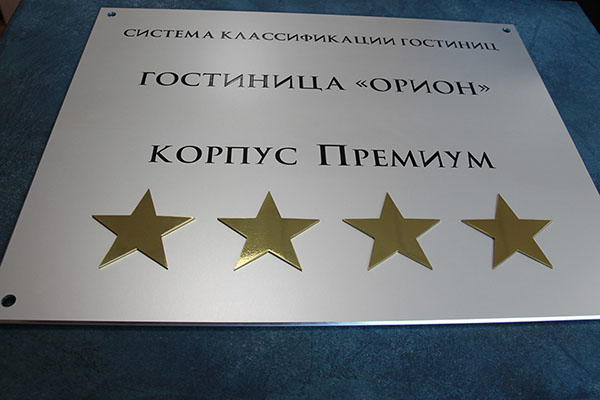 СИСТЕМА КЛАССИФИКАЦИИ ГОСТИНИЦ
ГОСТИНИЦА «ОРИОН»
КОРПУС ПРЕМИУМ